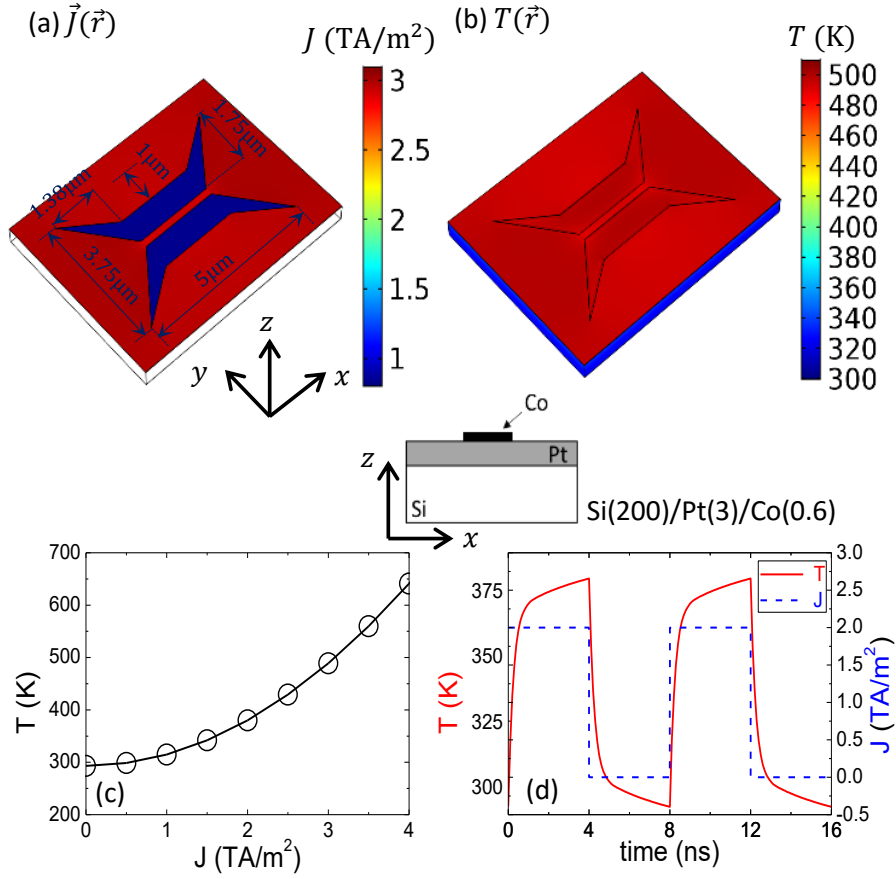 (a) J⃗(r⃗)
J (TA/m²)
3
2.5
2
1.5
1
1.75μm
1μm
1.38μm
3.75μm
5μm
z
y
x
(b) T(r⃗)
T (K)
500
480
460
440
420
400
380
360
340
320
300
Co
Pt
Si
z
x
Si(200)/Pt(3)/Co(0.6)
700
650
600
500
400
300
200
T (K)
(c)
0 1 2 3 4
J (TA/m²)
375
350
325
300
T (K)
T
J
(d)
3.0
2.5
2.0
1.5
1.0
0.5
0.0
-0.5
J (TA/m²)
0 4 8 12 16
time (ns)